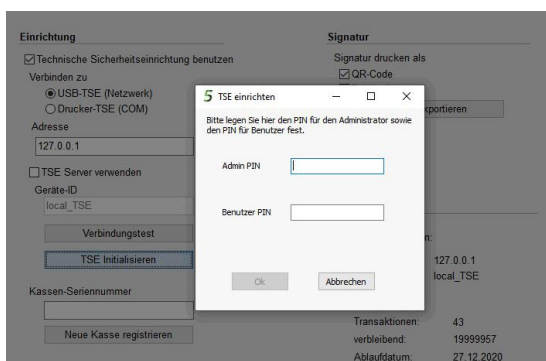 Einrichtung
Technische Sicherheitseinrichtung benutzen
Verbinden zu
USB-TSE (Netzwerk)
Drucker-TSE (COM)
Adresse
127.0.0.1
TSE Server verwenden
Geräte-ID
local_TSE
Verbindungstest
TSE Initialisieren
Kassen-Seriennummer
Neue Kasse registrieren
Signatur
Signatur drucken als
QR-Code
portieren
5 TSE einrichten
Bitte legen Sie hier den PIN für den Administrator sowie
den PIN für Benutzer fest.
Admin PIN
Benutzer PIN
Ok
Abbrechen
n:
127.0.0.1
local_TSE
Transaktionen: 43
verbleibend: 19999957
Ablaufdatum: 27.12.2020